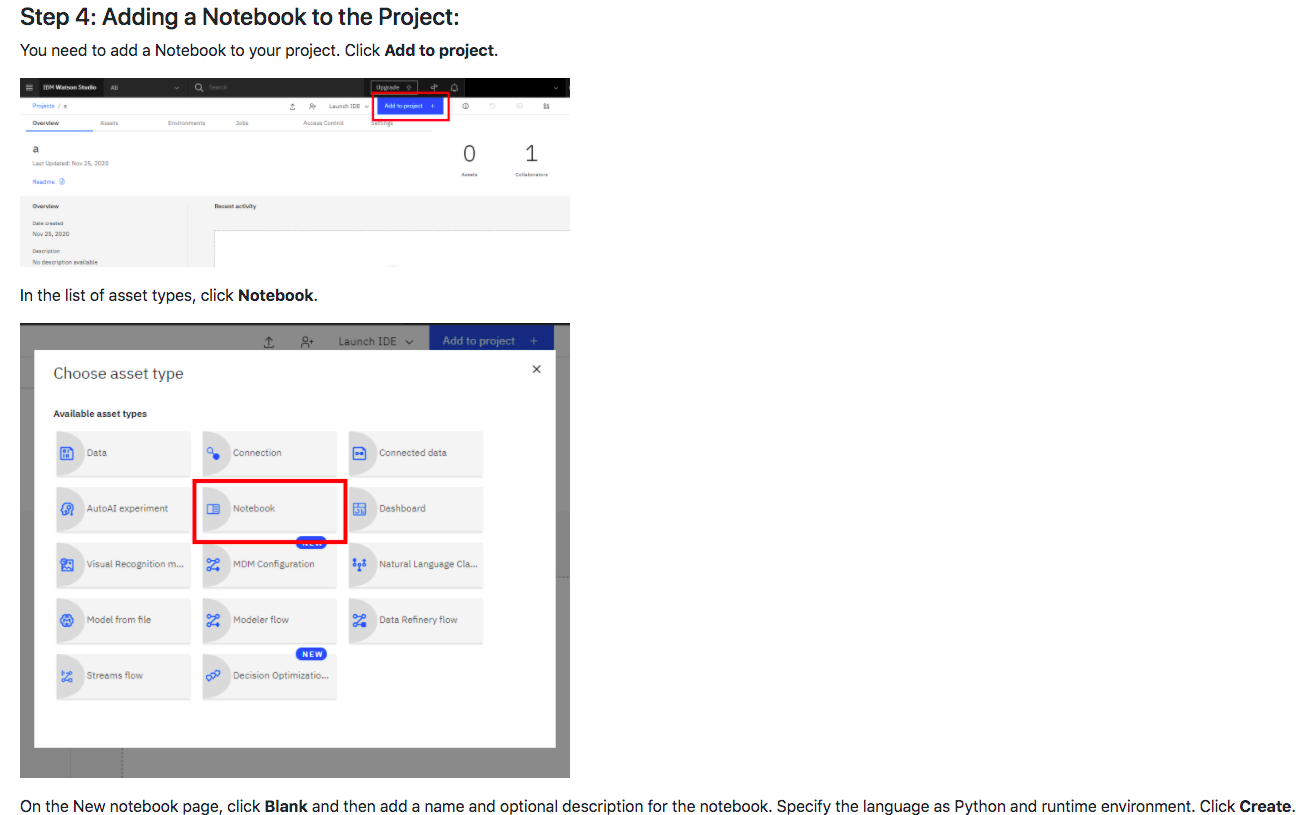 Step 4: Adding a Notebook to the Project:
You need to add a Notebook to your project. Click Add to project.
IBM Watson Studio All Search Upgrade
Projects / a Launch IDE Add to project +
Overview Assets Environments Jobs Access Control Settings
a 0 1
Last Updated: Nov 25, 2020
Assets Collaborators
Readme
Overview Recent activity
Date created
Nov 25, 2020
Description
No description available
In the list of asset types, click Notebook.
Launch IDE Add to project +
Choose asset type
Available asset types
Data Connection Connected data
AutoAI experiment Notebook Dashboard
NEW
Visual Recognition m... MDM Configuration Natural Language Cla...
Model from file Modeler flow Data Refinery flow
NEW
Streams flow Decision Optimizatio...
On the New notebook page, click Blank and then add a name and optional description for the notebook. Specify the language as Python and runtime environment. Click Create.